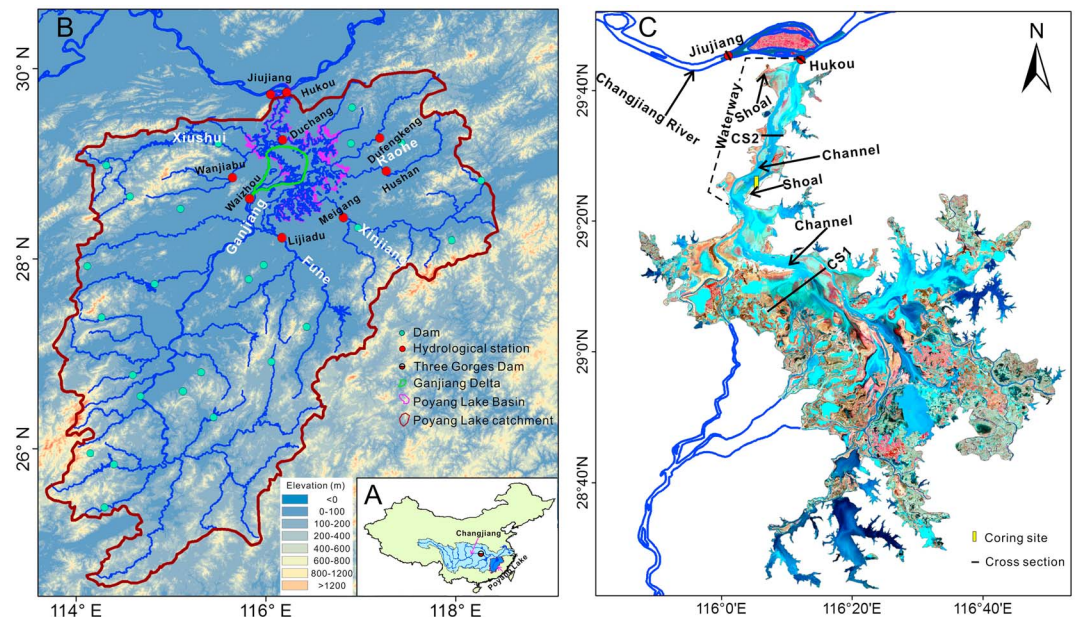 B
30° N
28° N
26° N
114° E
116° E
118° E
Jiujiang
Hukou
Duchang
Dufengkeng
Raohe
Hushan
Xiushui
Wanjiabu
Waizhou
Meigang
Ganjiang
Lijiadu
Xinjiang
Fuhe
Dam
Hydrological station
Three Gorges Dam
Ganjiang Delta
Poyang Lake Basin
Poyang Lake catchment
Elevation (m)
<0
0-100
100-200
200-400
400-600
600-800
800-1200
>1200
A
Changjiang
Poyang Lake
C
N
Jiujiang
Hukou
Changjiang River
Waterway
Shoal
CS2
Channel
Shoal
Channel
CS1
29°40'N
29°20'N
29°0'N
28°40'N
116°0'E
116°20'E
116°40'E
Coring site
Cross section